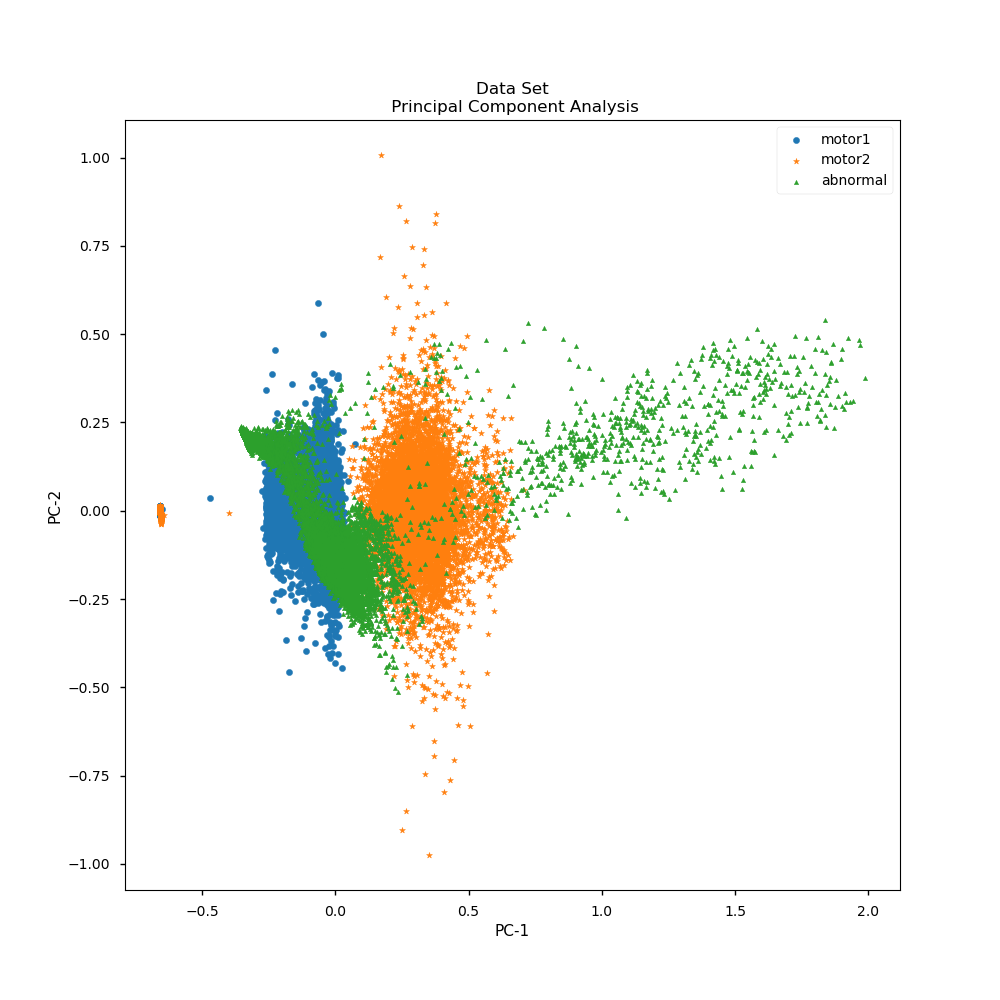 Data Set
Principal Component Analysis
motor1
motor2
abnormal
1.00
0.75
0.50
0.25
0.00
−0.25
−0.50
−0.75
−1.00
PC-2
−0.5 0.0 0.5 1.0 1.5 2.0
PC-1